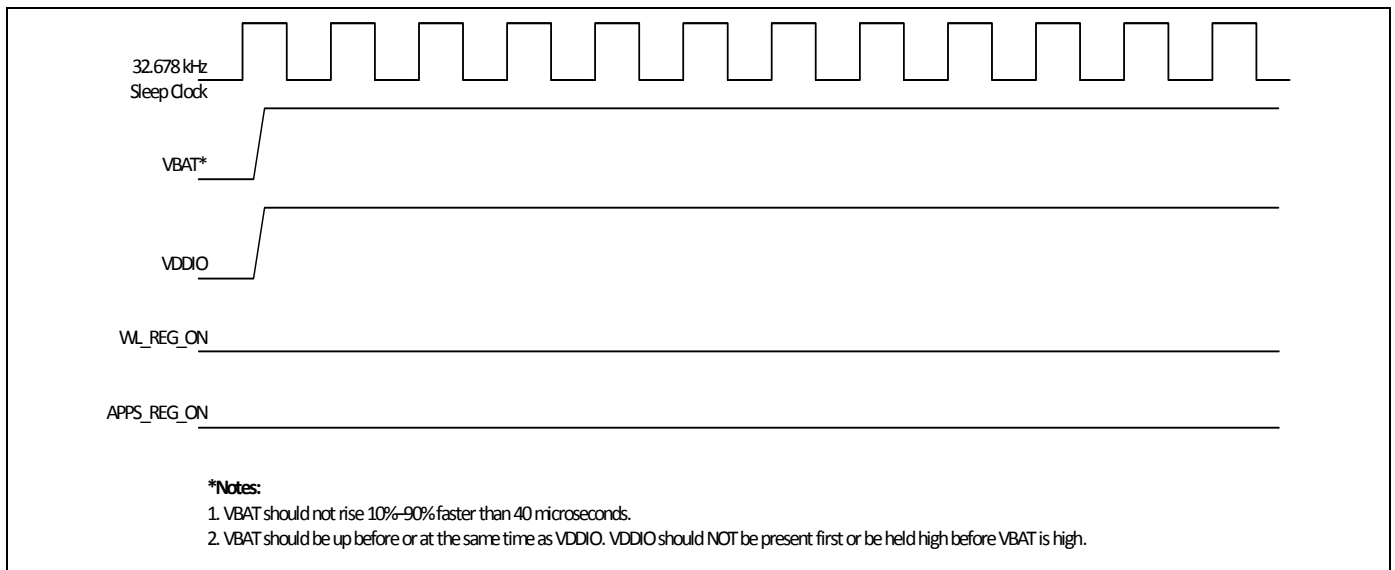 32.678 kHz
Sleep Clock
VBAT*
VDDIO
WL_REG_ON
APPS_REG_ON
*Notes:
1. VBAT should not rise 10%–90% faster than 40 microseconds.
2. VBAT should be up before or at the same time as VDDIO. VDDIO should NOT be present first or be held high before VBAT is high.